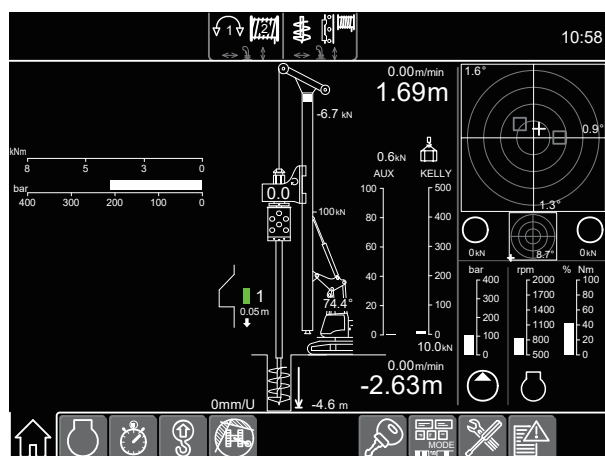 1
2
10:58
0.00m/min
1.69m
-6.7 kN
1.6°
0.9°
1.3°
kNm
8 5 3 0
bar
400 300 200 100 0
0.0
100kN
0.6kN
AUX KELLY
100 500
80 400
60 300
40 200
20 100
0 0
10.0kN
8.7°
0kN
0kN
74.4°
1
0.05m
bar
400
300
200
100
0
rpm
2000
1700
1400
1100
800
500
% Nm
100
80
60
40
20
0
0.00m/min
-2.63m
0mm/U
-4.6 m
MODE